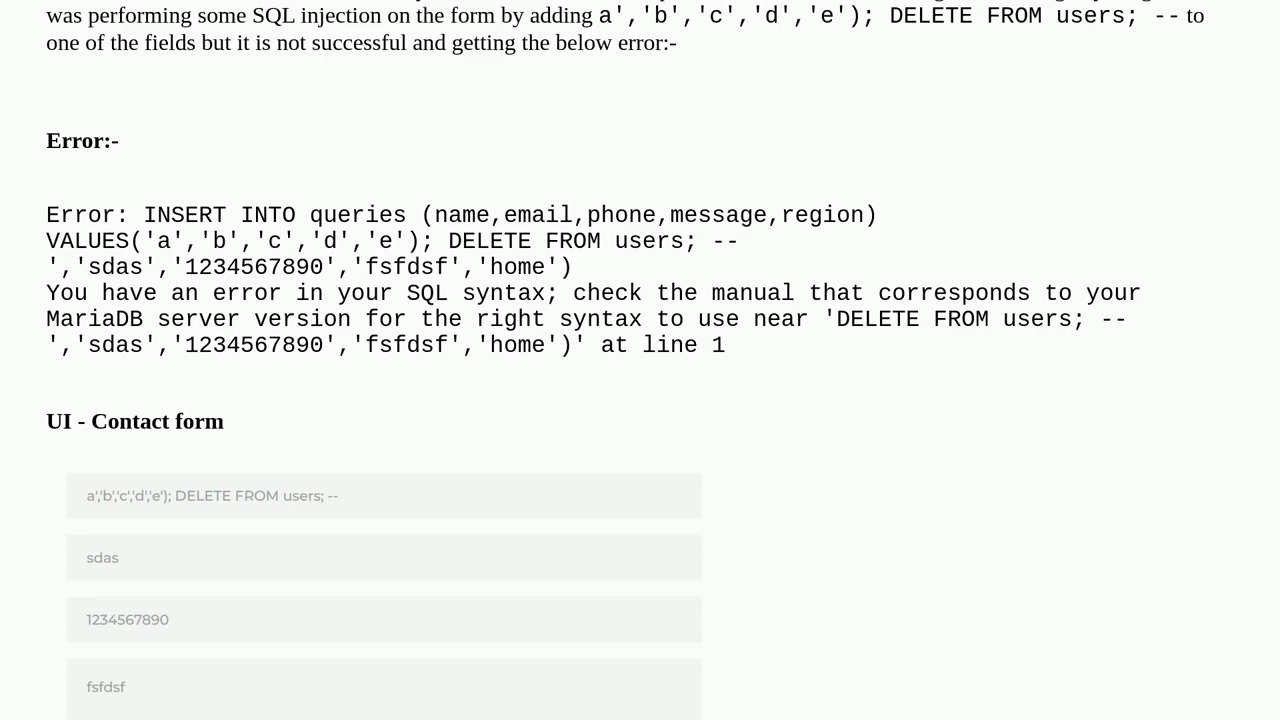 was performing some SQL injection on the form by adding a','b','c','d','e'); DELETE FROM users; -- to
one of the fields but it is not successful and getting the below error:-
Error:-
Error: INSERT INTO queries (name,email,phone,message,region)
VALUES('a','b','c','d','e'); DELETE FROM users; --
','sdas','1234567890','fsfdsf','home')
You have an error in your SQL syntax; check the manual that corresponds to your
MariaDB server version for the right syntax to use near 'DELETE FROM users; --
','sdas','1234567890','fsfdsf','home')' at line 1
UI - Contact form
a','b','c','d','e'); DELETE FROM users; --
sdas
1234567890
fsfdsf